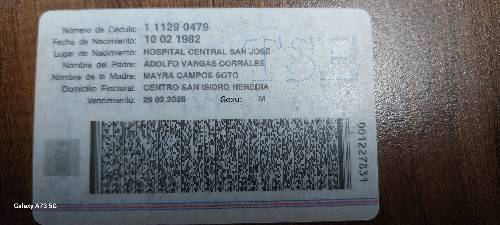 Número de Cédula: 1 1129 0479
Fecha de Nacimiento: 10 02 1982
Lugar de Nacimiento: HOSPITAL CENTRAL SAN JOSE
Nombre del Padre: ADOLFO VARGAS CORRALES
Nombre de la Madre: MAYRA CAMPOS SOTO
Domicilio Electoral: CENTRO SAN ISIDRO HEREDIA
Vencimiento: 29 02 2028 Sexo: M
TSE
001227831
Galaxy A73 5G